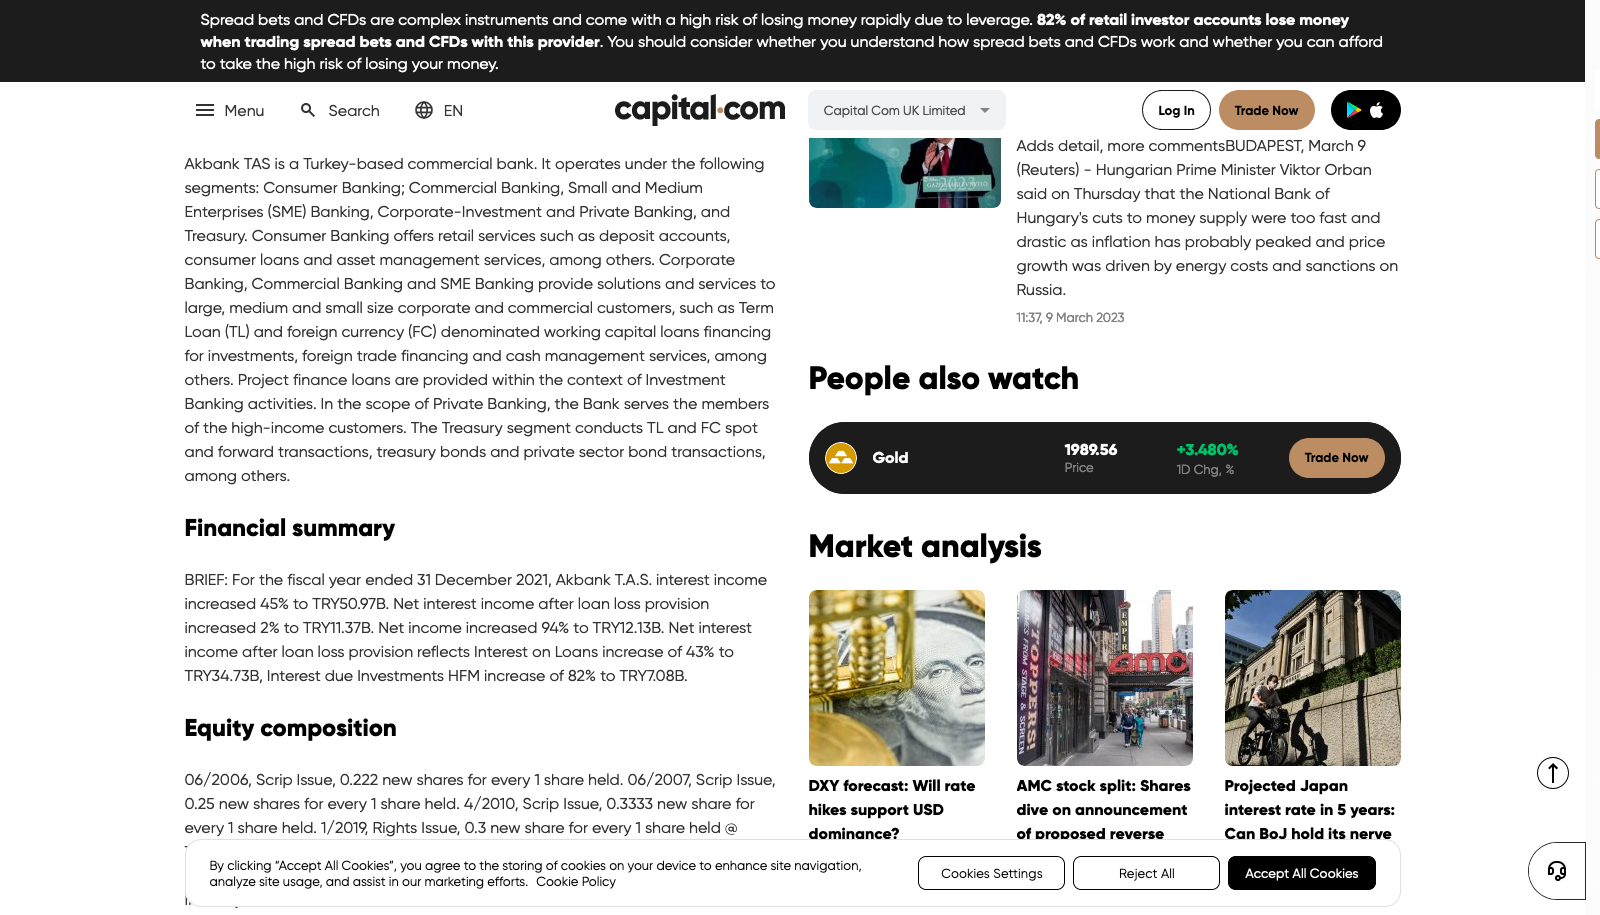 Spread bets and CFDs are complex instruments and come with a high risk of losing money rapidly due to leverage. 82% of retail investor accounts lose money
when trading spread bets and CFDs with this provider. You should consider whether you understand how spread bets and CFDs work and whether you can afford
to take the high risk of losing your money.
Menu
Search
EN
capital.com
Capital Com UK Limited
Log In
Trade Now
Akbank TAS is a Turkey-based commercial bank. It operates under the following
segments: Consumer Banking; Commercial Banking, Small and Medium
Enterprises (SME) Banking, Corporate-Investment and Private Banking, and
Treasury. Consumer Banking offers retail services such as deposit accounts,
consumer loans and asset management services, among others. Corporate
Banking, Commercial Banking and SME Banking provide solutions and services to
large, medium and small size corporate and commercial customers, such as Term
Loan (TL) and foreign currency (FC) denominated working capital loans financing
for investments, foreign trade financing and cash management services, among
others. Project finance loans are provided within the context of Investment
Banking activities. In the scope of Private Banking, the Bank serves the members
of the high-income customers. The Treasury segment conducts TL and FC spot
and forward transactions, treasury bonds and private sector bond transactions,
among others.
Financial summary
BRIEF: For the fiscal year ended 31 December 2021, Akbank T.A.S. interest income
increased 45% to TRY50.97B. Net interest income after loan loss provision
increased 2% to TRY11.37B. Net income increased 94% to TRY12.13B. Net interest
income after loan loss provision reflects Interest on Loans increase of 43% to
TRY34.73B, Interest due Investments HFM increase of 82% to TRY7.08B.
Equity composition
06/2006, Scrip Issue, 0.222 new shares for every 1 share held. 06/2007, Scrip Issue,
0.25 new shares for every 1 share held. 4/2010, Scrip Issue, 0.3333 new share for
every 1 share held. 1/2019, Rights Issue, 0.3 new share for every 1 share held @
Adds detail, more commentsBUDAPEST, March 9
(Reuters) - Hungarian Prime Minister Viktor Orban
said on Thursday that the National Bank of
Hungary's cuts to money supply were too fast and
drastic as inflation has probably peaked and price
growth was driven by energy costs and sanctions on
Russia.
11:37, 9 March 2023
People also watch
Gold
1989.56
Price
+3.480%
1D Chg, %
Trade Now
Market analysis
TOPPERS!
STAGE & SCREEN
EMPIRE
amc
DXY forecast: Will rate
hikes support USD
dominance?
AMC stock split: Shares
dive on announcement
of proposed reverse
Projected Japan
interest rate in 5 years:
Can BoJ hold its nerve
By clicking “Accept All Cookies”, you agree to the storing of cookies on your device to enhance site navigation,
analyze site usage, and assist in our marketing efforts. Cookie Policy
Cookies Settings
Reject All
Accept All Cookies